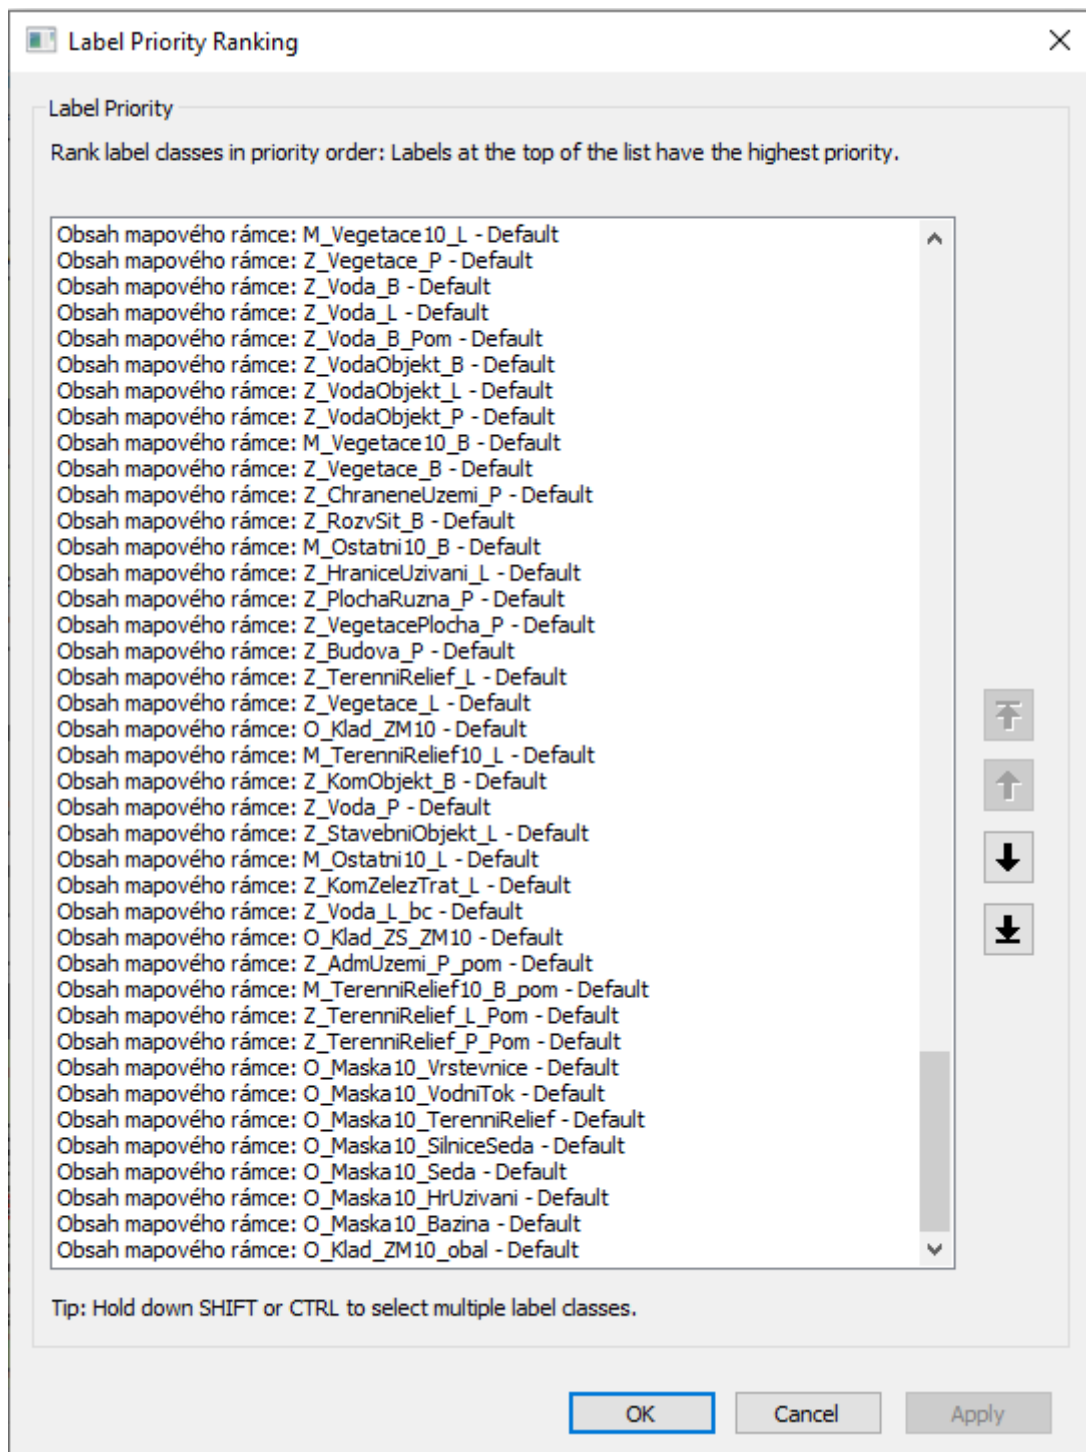 Label Priority Ranking
Label Priority
Rank label classes in priority order: Labels at the top of the list have the highest priority.
Obsah mapového rámce: M_Vegetace10_L - Default
Obsah mapového rámce: Z_Vegetace_P - Default
Obsah mapového rámce: Z_Voda_B - Default
Obsah mapového rámce: Z_Voda_L - Default
Obsah mapového rámce: Z_Voda_B_Pom - Default
Obsah mapového rámce: Z_VodaObjekt_B - Default
Obsah mapového rámce: Z_VodaObjekt_L - Default
Obsah mapového rámce: Z_VodaObjekt_P - Default
Obsah mapového rámce: M_Vegetace10_B - Default
Obsah mapového rámce: Z_Vegetace_B - Default
Obsah mapového rámce: Z_ChraneneUzemi_P - Default
Obsah mapového rámce: Z_RozvSit_B - Default
Obsah mapového rámce: M_Ostatni10_B - Default
Obsah mapového rámce: Z_HraniceUzivani_L - Default
Obsah mapového rámce: Z_PlochaRuzna_P - Default
Obsah mapového rámce: Z_VegetacePlocha_P - Default
Obsah mapového rámce: Z_Budova_P - Default
Obsah mapového rámce: Z_TerenniRelief_L - Default
Obsah mapového rámce: Z_Vegetace_L - Default
Obsah mapového rámce: O_Klad_ZM10 - Default
Obsah mapového rámce: M_TerenniRelief10_L - Default
Obsah mapového rámce: Z_KomObjekt_B - Default
Obsah mapového rámce: Z_Voda_P - Default
Obsah mapového rámce: Z_StavebniObjekt_L - Default
Obsah mapového rámce: M_Ostatni10_L - Default
Obsah mapového rámce: Z_KomZelezTrat_L - Default
Obsah mapového rámce: Z_Voda_L_bc - Default
Obsah mapového rámce: O_Klad_ZS_ZM10 - Default
Obsah mapového rámce: Z_AdmUzemi_P_pom - Default
Obsah mapového rámce: M_TerenniRelief10_B_pom - Default
Obsah mapového rámce: Z_TerenniRelief_L_Pom - Default
Obsah mapového rámce: Z_TerenniRelief_P_Pom - Default
Obsah mapového rámce: O_Maska10_Vrstevnice - Default
Obsah mapového rámce: O_Maska10_VodniTok - Default
Obsah mapového rámce: O_Maska10_TerenniRelief - Default
Obsah mapového rámce: O_Maska10_SilniceSeda - Default
Obsah mapového rámce: O_Maska10_Seda - Default
Obsah mapového rámce: O_Maska10_HrUzivani - Default
Obsah mapového rámce: O_Maska10_Bazina - Default
Obsah mapového rámce: O_Klad_ZM10_obal - Default
Tip: Hold down SHIFT or CTRL to select multiple label classes.
OK
Cancel
Apply